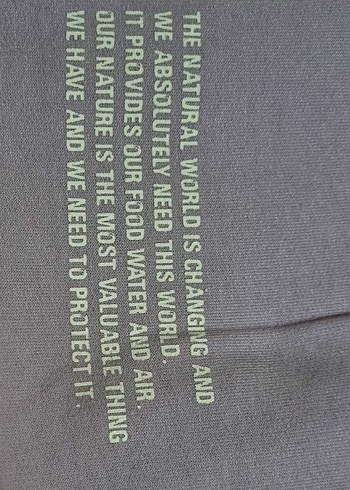 THE NATURAL WORLD IS CHANGING AND
WE ABSOLUTELY NEED THIS WORLD.
IT PROVIDES OUR FOOD WATER AND AIR.
OUR NATURE IS THE MOST VALUABLE THING
WE HAVE AND WE NEED TO PROTECT IT.